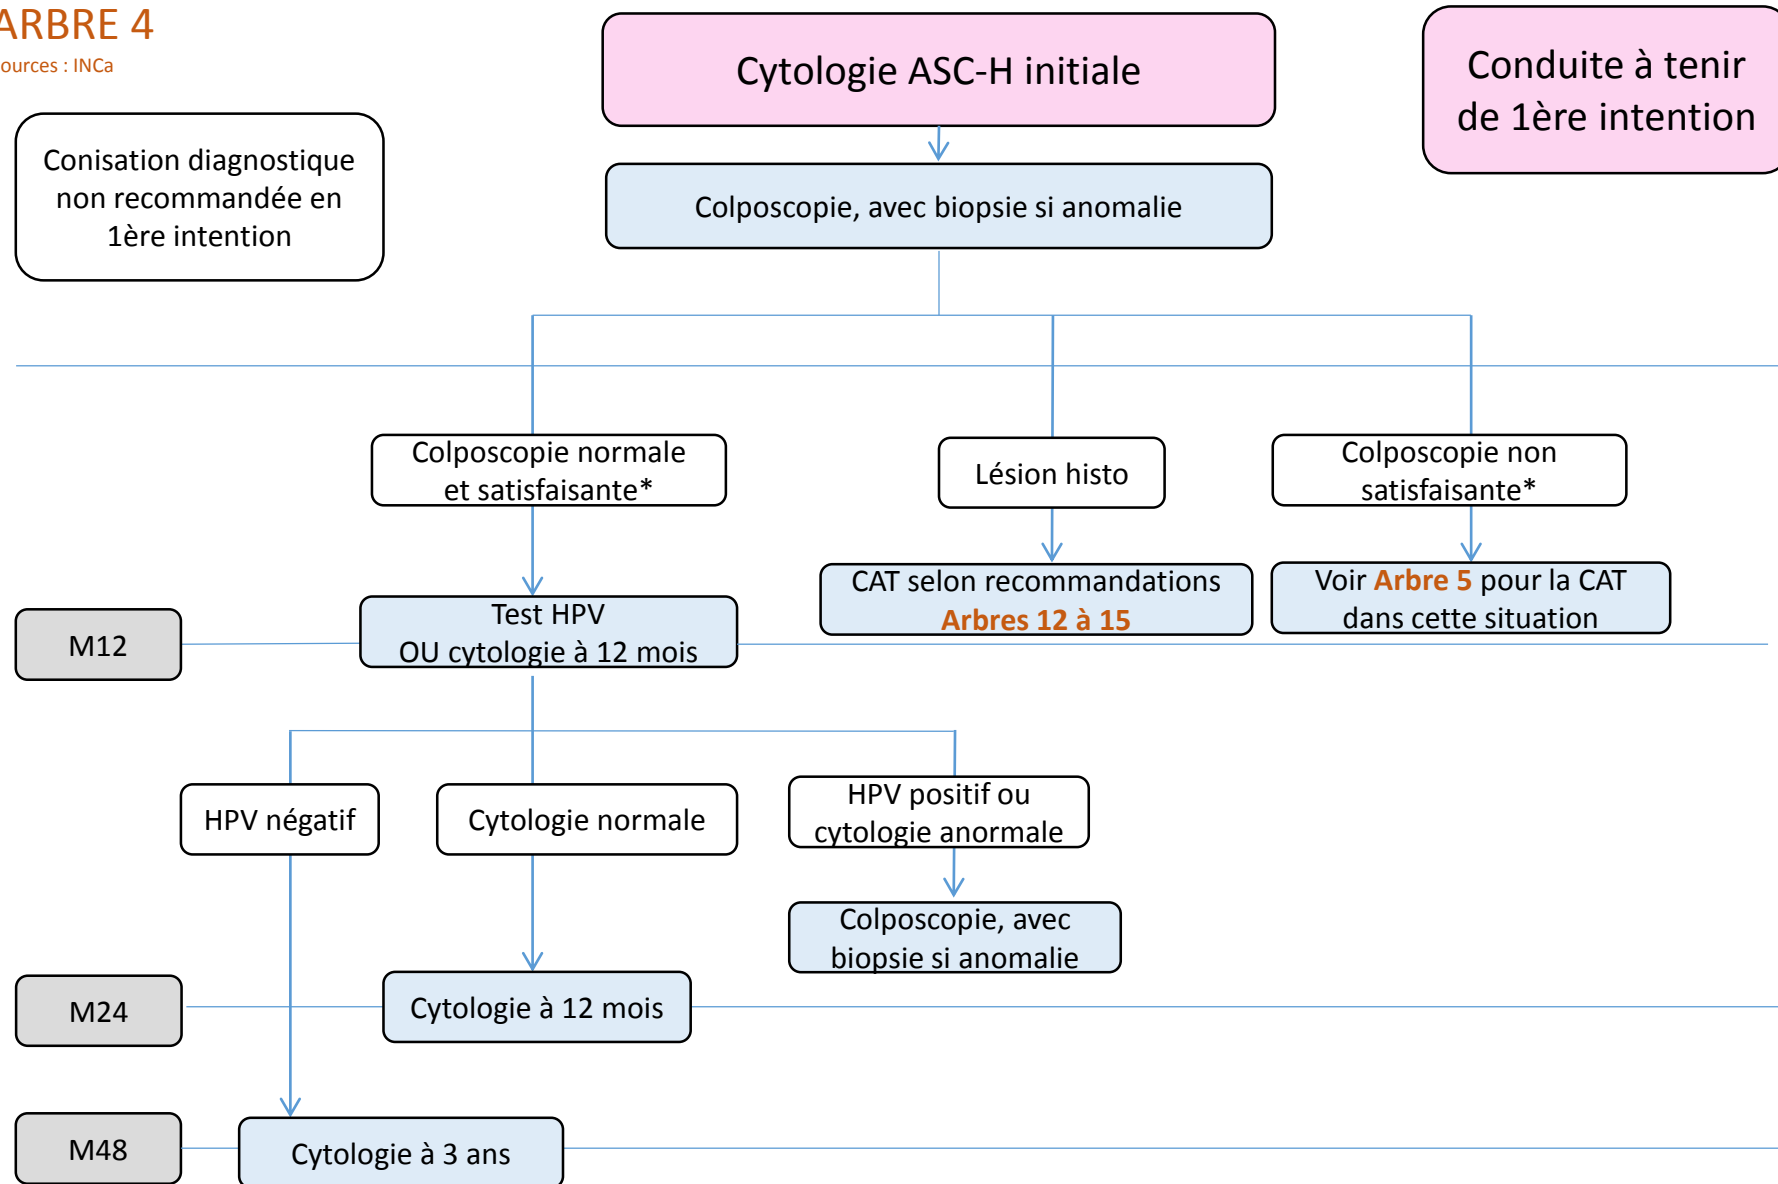 ARBRE 4
ources : INCa
Cytologie ASC-H initiale
Conduite à tenir
de 1ère intention
Conisation diagnostique
non recommandée en
1ère intention
Colposcopie, avec biopsie si anomalie
Colposcopie normale
et satisfaisante*
Lésion histo
Colposcopie non
satisfaisante*
CAT selon recommandations
Arbres 12 à 15
Voir Arbre 5 pour la CAT
dans cette situation
M12
Test HPV
OU cytologie à 12 mois
HPV négatif
Cytologie normale
HPV positif ou
cytologie anormale
Colposcopie, avec
biopsie si anomalie
M24
Cytologie à 12 mois
M48
Cytologie à 3 ans